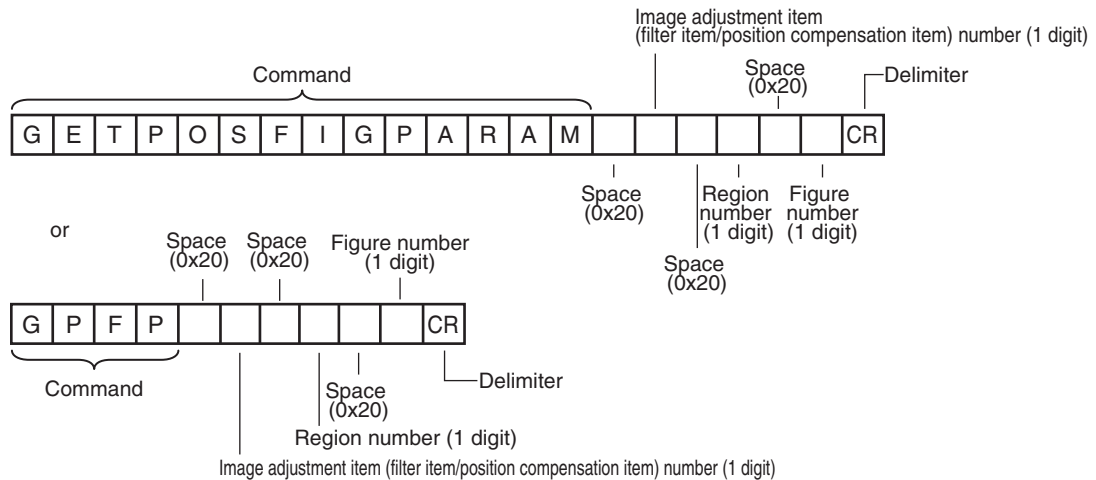 Image adjustment item
(filter item/position compensation item) number (1 digit)
Command
Space
(0x20)
Delimiter
G E T P O S F I G P A R A M CR
Space
(0x20)
Region
number
(1 digit)
Figure
number
(1 digit)
Space
(0x20)
or
Space
(0x20)
Space
(0x20)
Figure number
(1 digit)
G P F P CR
Command
Space
(0x20)
Delimiter
Region number (1 digit)
Image adjustment item (filter item/position compensation item) number (1 digit)